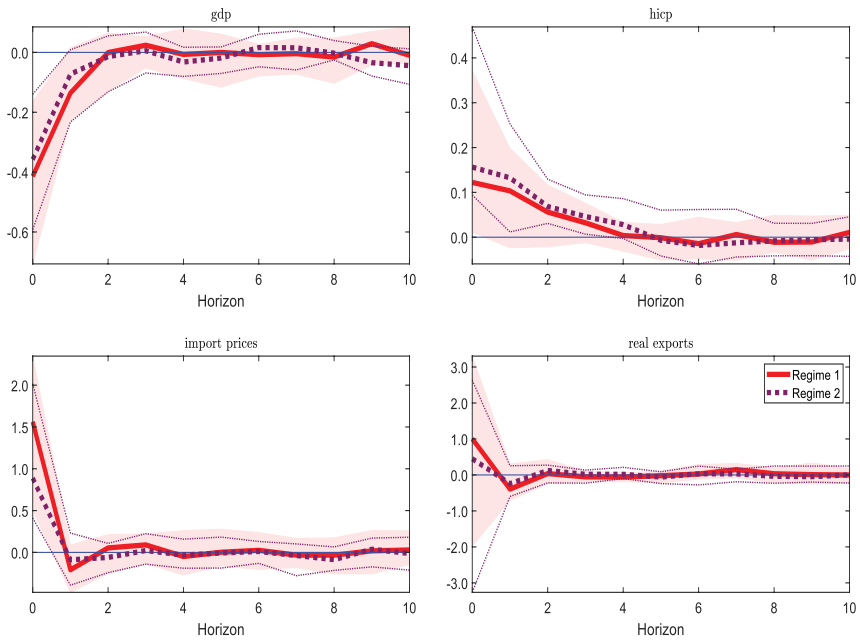 gdp
0.0
-0.2
-0.4
-0.6
0 2 4 6 8 10
Horizon
hicp
0.4
0.3
0.2
0.1
0.0
0 2 4 6 8 10
Horizon
import prices
2.0
1.5
1.0
0.5
0.0
0 2 4 6 8 10
Horizon
real exports
3.0
2.0
1.0
0.0
-1.0
-2.0
-3.0
Regime 1
Regime 2
0 2 4 6 8 10
Horizon